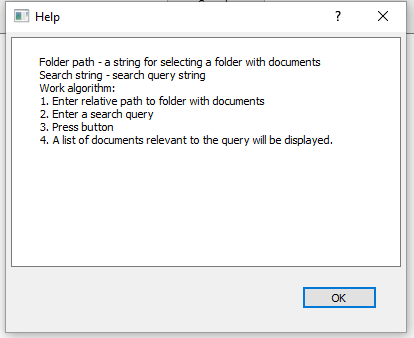 Help
?
Folder path - a string for selecting a folder with documents
Search string - search query string
Work algorithm:
1. Enter relative path to folder with documents
2. Enter a search query
3. Press button
4. A list of documents relevant to the query will be displayed.
OK